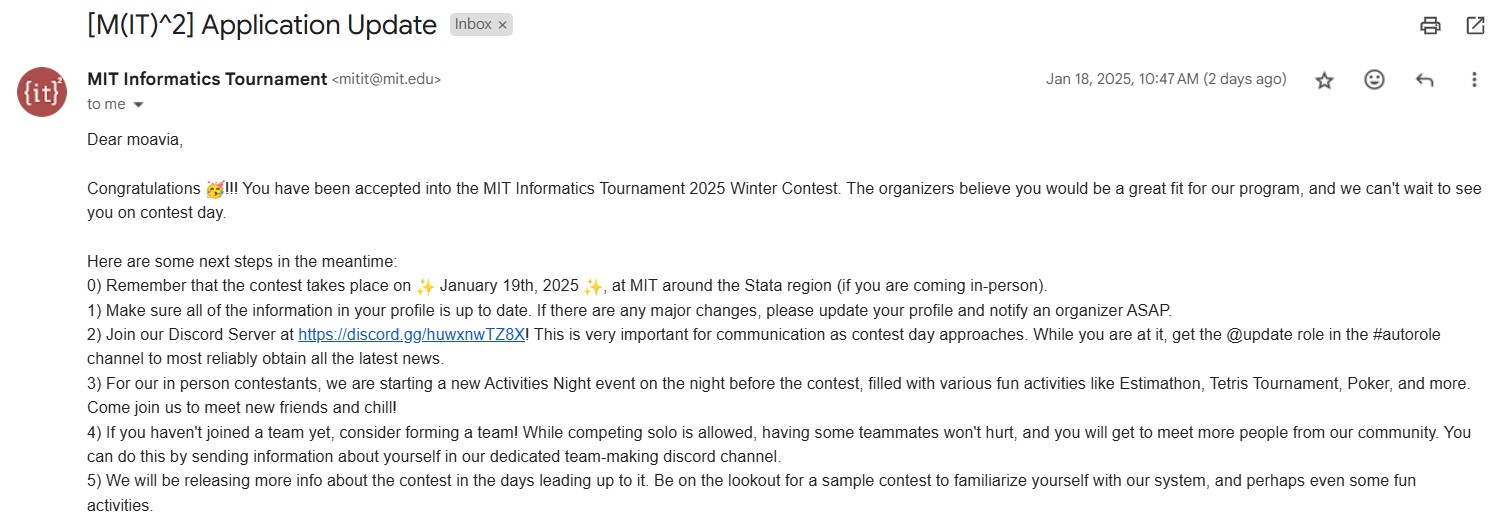 [M(IT)^2] Application Update Inbox ×
{it}²
MIT Informatics Tournament <mitit@mit.edu> Jan 18, 2025, 10:47 AM (2 days ago)
to me
Dear moavia,
Congratulations 🥳!!! You have been accepted into the MIT Informatics Tournament 2025 Winter Contest. The organizers believe you would be a great fit for our program, and we can't wait to see
you on contest day.
Here are some next steps in the meantime:
0) Remember that the contest takes place on ✨ January 19th, 2025 ✨, at MIT around the Stata region (if you are coming in-person).
1) Make sure all of the information in your profile is up to date. If there are any major changes, please update your profile and notify an organizer ASAP.
2) Join our Discord Server at https://discord.gg/huwxnwTZ8X! This is very important for communication as contest day approaches. While you are at it, get the @update role in the #autorole
channel to most reliably obtain all the latest news.
3) For our in person contestants, we are starting a new Activities Night event on the night before the contest, filled with various fun activities like Estimathon, Tetris Tournament, Poker, and more.
Come join us to meet new friends and chill!
4) If you haven't joined a team yet, consider forming a team! While competing solo is allowed, having some teammates won't hurt, and you will get to meet more people from our community. You
can do this by sending information about yourself in our dedicated team-making discord channel.
5) We will be releasing more info about the contest in the days leading up to it. Be on the lookout for a sample contest to familiarize yourself with our system, and perhaps even some fun
activities.